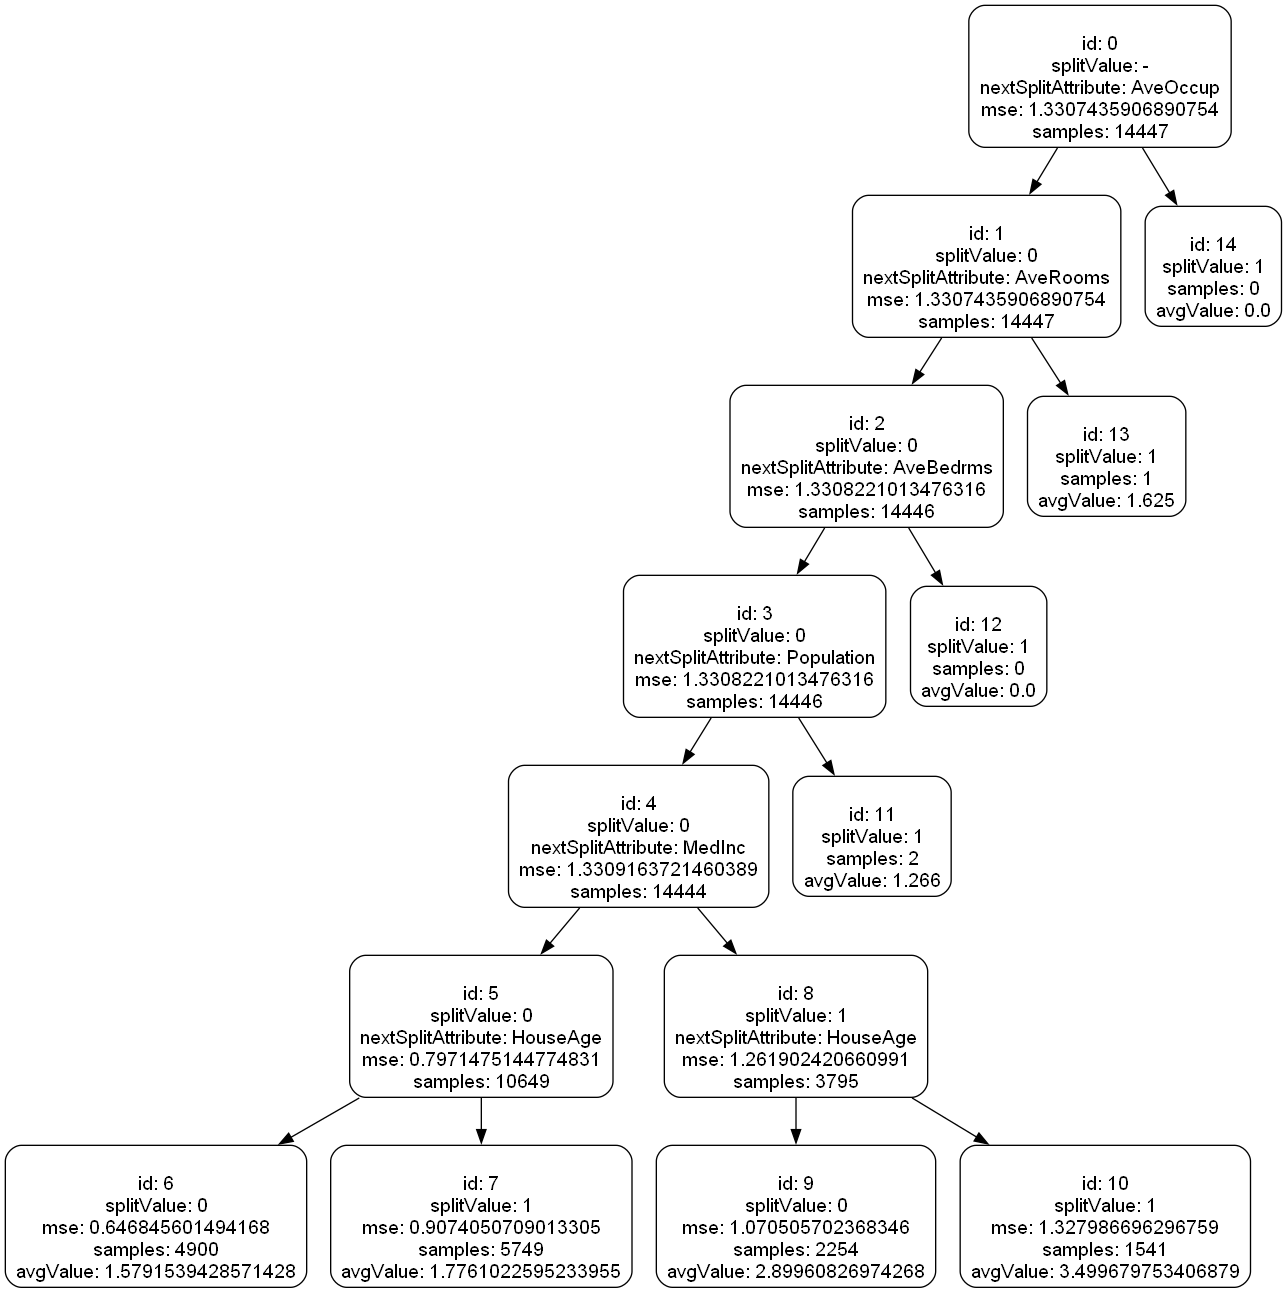 id: 0
splitValue: -
nextSplitAttribute: AveOccup
mse: 1.3307435906890754
samples: 14447
id: 1
splitValue: 0
nextSplitAttribute: AveRooms
mse: 1.3307435906890754
samples: 14447
id: 14
splitValue: 1
samples: 0
avgValue: 0.0
id: 2
splitValue: 0
nextSplitAttribute: AveBedrms
mse: 1.3308221013476316
samples: 14446
id: 13
splitValue: 1
samples: 1
avgValue: 1.625
id: 3
splitValue: 0
nextSplitAttribute: Population
mse: 1.3308221013476316
samples: 14446
id: 12
splitValue: 1
samples: 0
avgValue: 0.0
id: 4
splitValue: 0
nextSplitAttribute: MedInc
mse: 1.3309163721460389
samples: 14444
id: 11
splitValue: 1
samples: 2
avgValue: 1.266
id: 5
splitValue: 0
nextSplitAttribute: HouseAge
mse: 0.7971475144774831
samples: 10649
id: 8
splitValue: 1
nextSplitAttribute: HouseAge
mse: 1.261902420660991
samples: 3795
id: 6
splitValue: 0
mse: 0.646845601494168
samples: 4900
avgValue: 1.5791539428571428
id: 7
splitValue: 1
mse: 0.9074050709013305
samples: 5749
avgValue: 1.7761022595233955
id: 9
splitValue: 0
mse: 1.070505702368346
samples: 2254
avgValue: 2.89960826974268
id: 10
splitValue: 1
mse: 1.327986696296759
samples: 1541
avgValue: 3.499679753406879